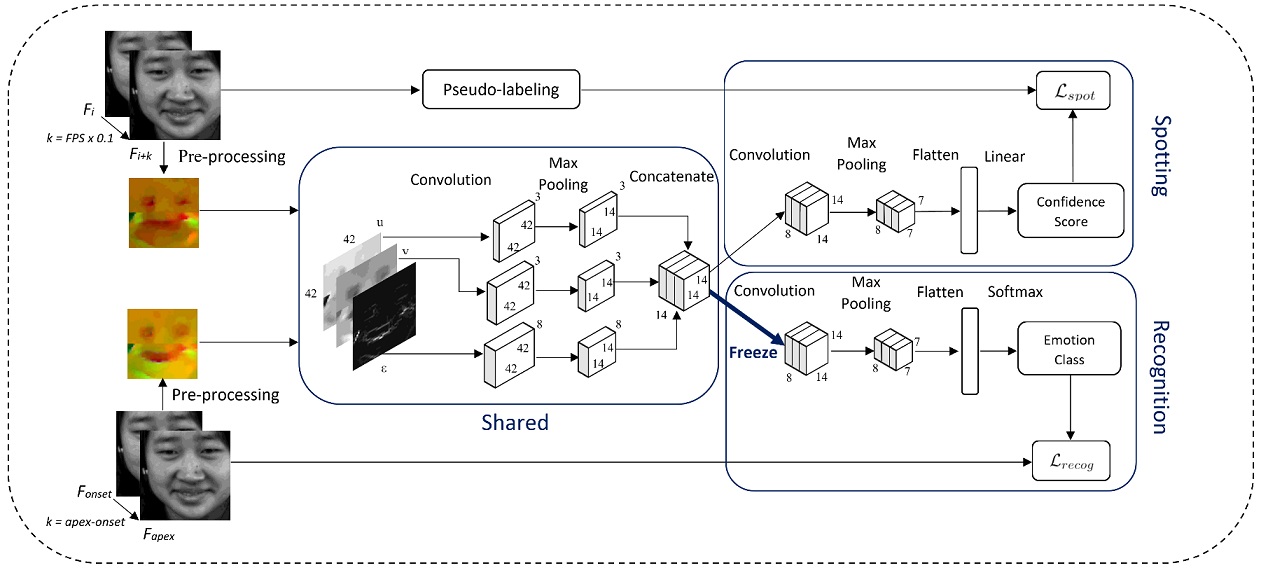 F_i
k = FPS x 0.1
F_{i+k}
Pre-processing
Pseudo-labeling
ℒ_{spot}
Spotting
Convolution
Max
Pooling
Flatten
Linear
14
8
14
7
8
7
Confidence
Score
Convolution
Max
Pooling
Concatenate
u
v
ε
42
42
3
42
42
3
14
14
3
42
42
3
14
14
8
42
42
8
14
14
14
14
14
Shared
Freeze
Convolution
Max
Pooling
Flatten
Softmax
14
8
14
7
8
7
Emotion
Class
ℒ_{recog}
Recognition
Pre-processing
F_{onset}
k = apex-onset
F_{apex}